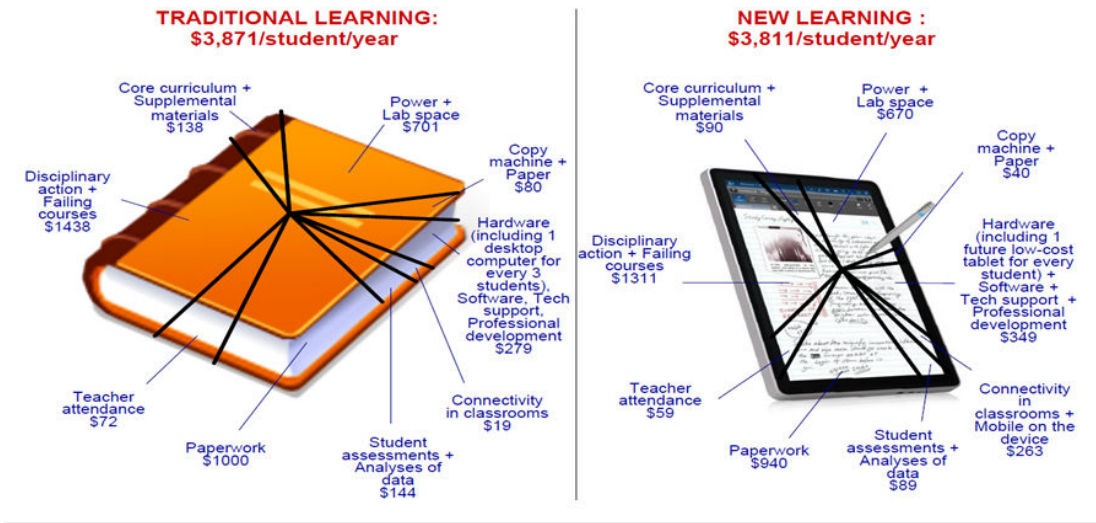 TRADITIONAL LEARNING:
$3,871/student/year
Core curriculum +
Supplemental
materials
$138
Power +
Lab space
$701
Copy
machine +
Paper
$80
Disciplinary
action +
Failing
courses
$1438
Hardware
(including 1
desktop
computer for
every 3
students),
Software, Tech
support,
Professional
development
$279
Teacher
attendance
$72
Connectivity
in classrooms
$19
Paperwork
$1000
Student
assessments +
Analyses of
data
$144
NEW LEARNING :
$3,811/student/year
Core curriculum +
Supplemental
materials
$90
Power +
Lab space
$670
Copy
machine +
Paper
$40
Disciplinary
action + Failing
courses
$1311
Hardware
(including 1
future low-cost
tablet for every
student) +
Software +
Tech support +
Professional
development
$349
Teacher
attendance
$59
Connectivity
in
classrooms +
Mobile on the
device
$263
Paperwork
$940
Student
assessments +
Analyses of
data
$89